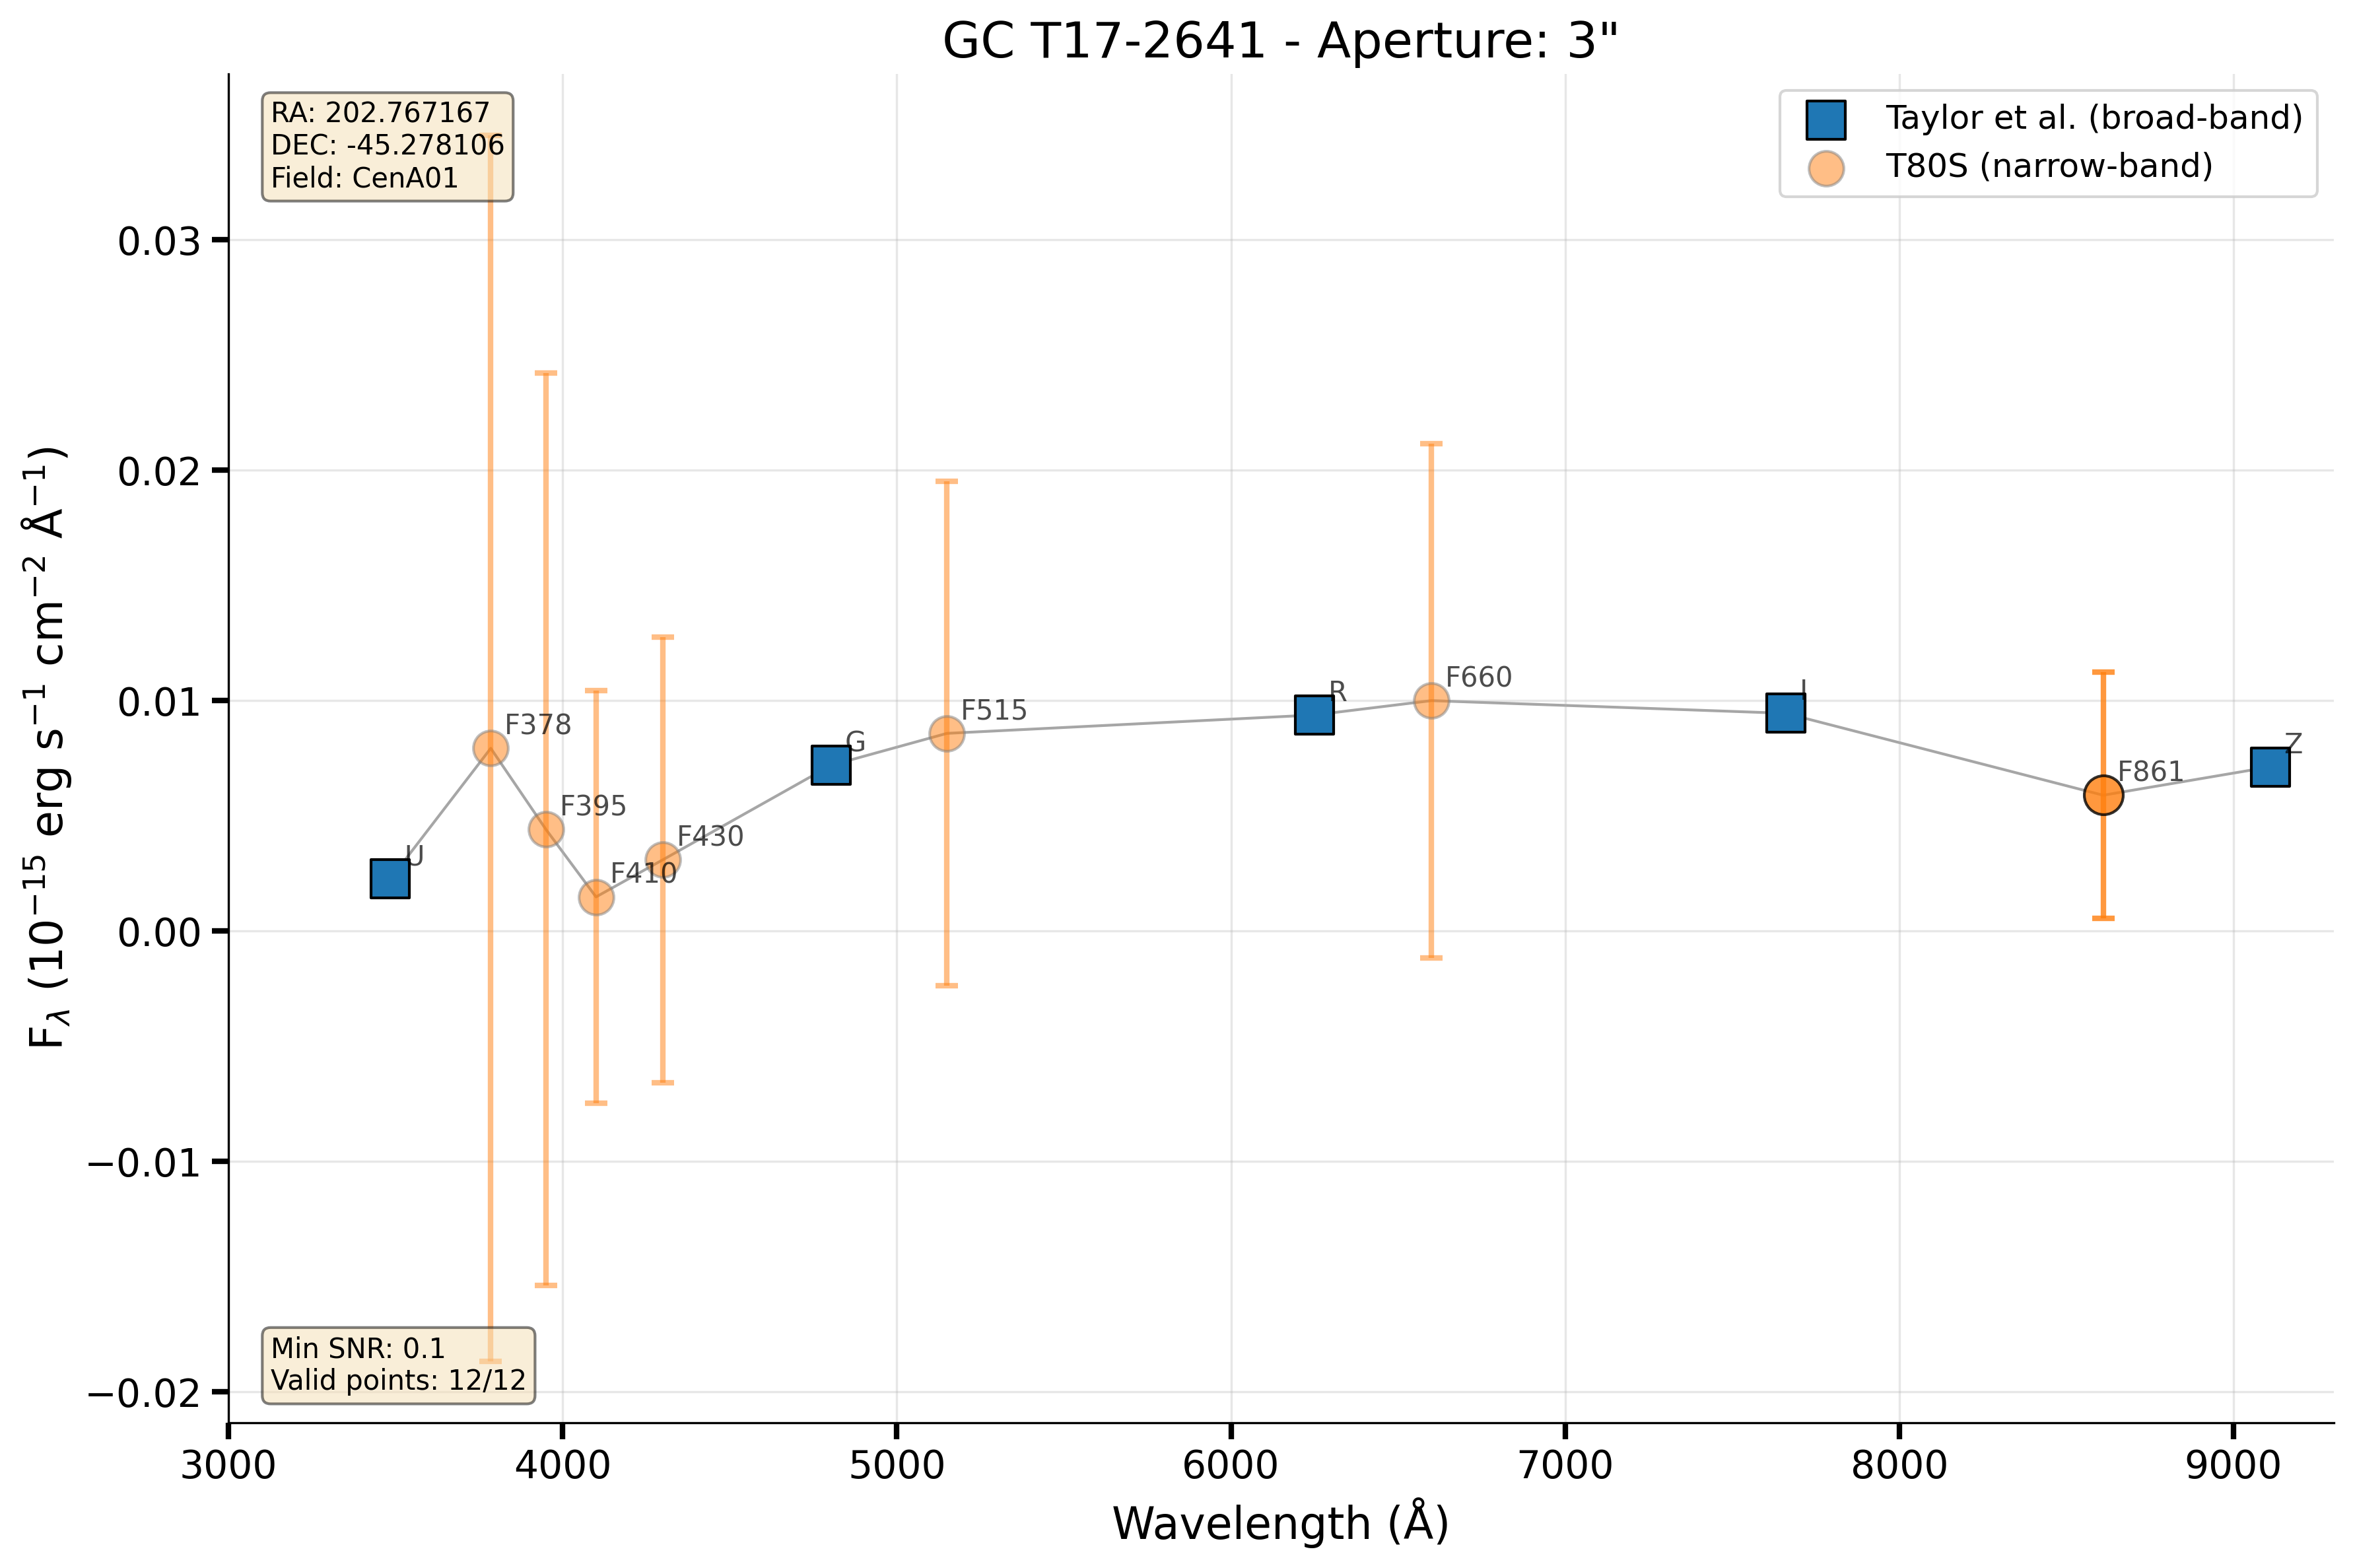 GC T17-2641 - Aperture: 3"
RA: 202.767167
DEC: -45.278106
Field: CenA01
Taylor et al. (broad-band)
T80S (narrow-band)
F_λ (10⁻¹⁵ erg s⁻¹ cm⁻² Å⁻¹)
0.03
0.02
0.01
0.00
−0.01
−0.02
U
F378
F395
F410
F430
G
F515
R
F660
I
F861
Z
Min SNR: 0.1
Valid points: 12/12
3000
4000
5000
6000
7000
8000
9000
Wavelength (Å)